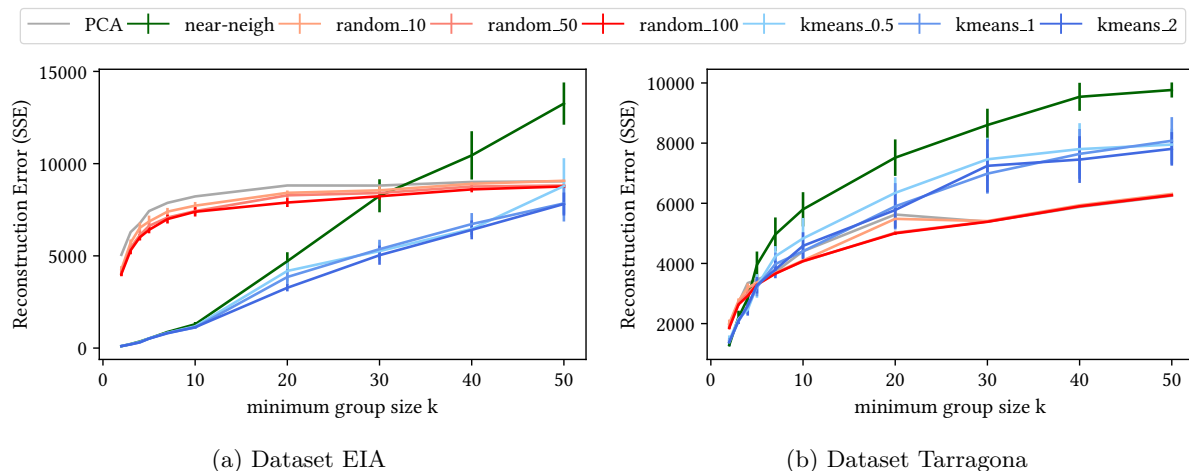 PCA near-neigh random_10 random_50 random_100 kmeans_0.5 kmeans_1 kmeans_2
Reconstruction Error (SSE)
15000
10000
5000
0
0 10 20 30 40 50
minimum group size k
(a) Dataset EIA
Reconstruction Error (SSE)
10000
8000
6000
4000
2000
0 10 20 30 40 50
minimum group size k
(b) Dataset Tarragona